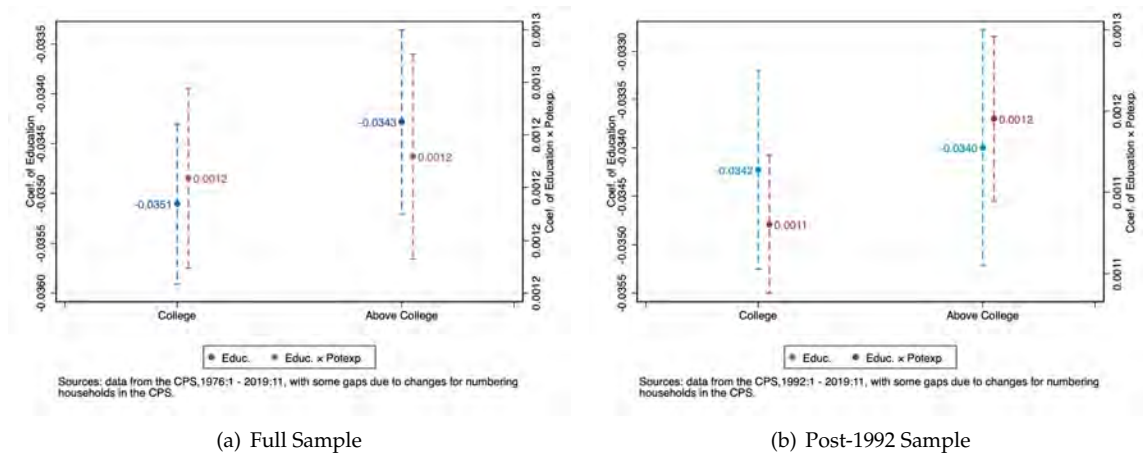 Coef. of Education
-0.0335
-0.0340
-0.0345
-0.0350
-0.0355
-0.0360
-0.0351
0.0012
-0.0343
0.0012
0.0013
0.0013
0.0012
0.0012
0.0012
0.0012
Coef. of Education × Potexp.
College
Above College
Educ.
Educ. × Potexp
Sources: data from the CPS,1976:1 - 2019:11, with some gaps due to changes for numbering
households in the CPS.
(a) Full Sample
Coef. of Education
-0.0330
-0.0335
-0.0340
-0.0345
-0.0350
-0.0355
-0.0342
0.0011
-0.0340
0.0012
0.0013
0.0012
0.0011
0.0011
Coef. of Education × Potexp.
College
Above College
Educ.
Educ. × Potexp
Sources: data from the CPS,1992:1 - 2019:11, with some gaps due to changes for numbering
households in the CPS.
(b) Post-1992 Sample